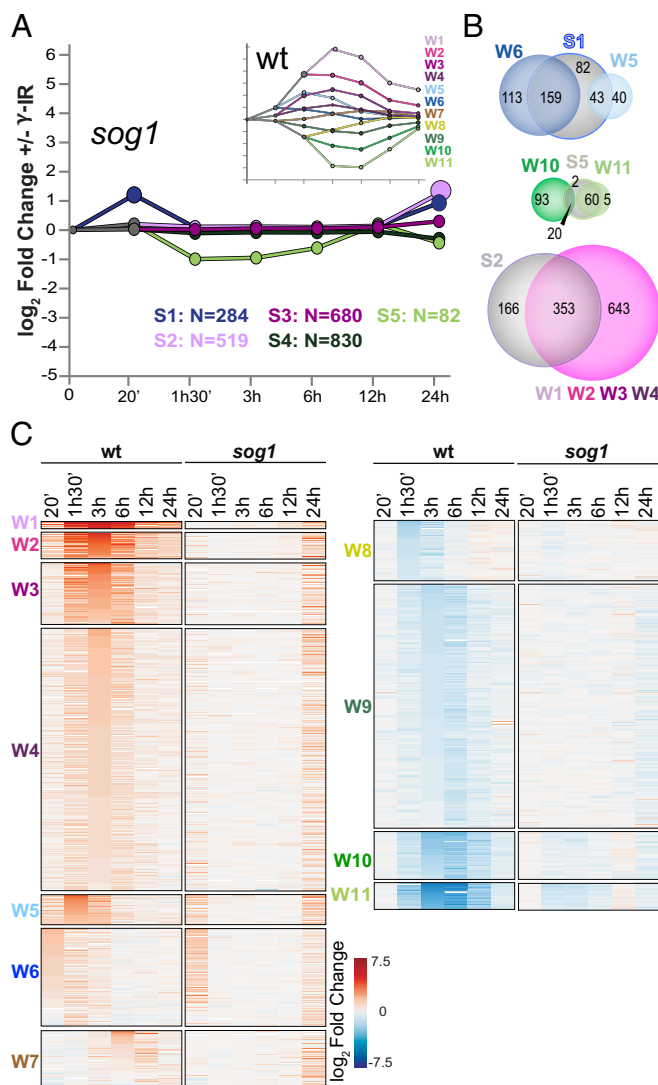 A
B
log2 Fold Change +/- Υ-IR
6
5
4
3
2
1
0
-1
-2
-3
-4
-5
sog1
wt
W1
W2
W3
W4
W5
W6
W7
W8
W9
W10
W11
S1: N=284 S3: N=680 S5: N=82
S2: N=519 S4: N=830
0 20' 1h30' 3h 6h 12h 24h
W6 S1 W5
82
113 159 43 40
W10 S5 W11
2
93 60 5
20
S2
166 353 643
W1 W2 W3 W4
C
wt sog1
20' 1h30' 3h 6h 12h 24h 20' 1h30' 3h 6h 12h 24h
W1
W2
W3
W4
W5
W6
W7
wt sog1
20' 1h30' 3h 6h 12h 24h 20' 1h30' 3h 6h 12h 24h
W8
W9
W10
W11
log2 Fold Change
7.5
0
-7.5